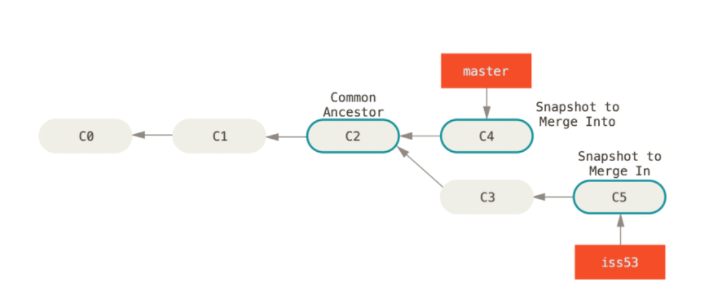 master
Common
Ancestor
Snapshot to
Merge Into
C0
C1
C2
C4
Snapshot to
Merge In
C3
C5
iss53